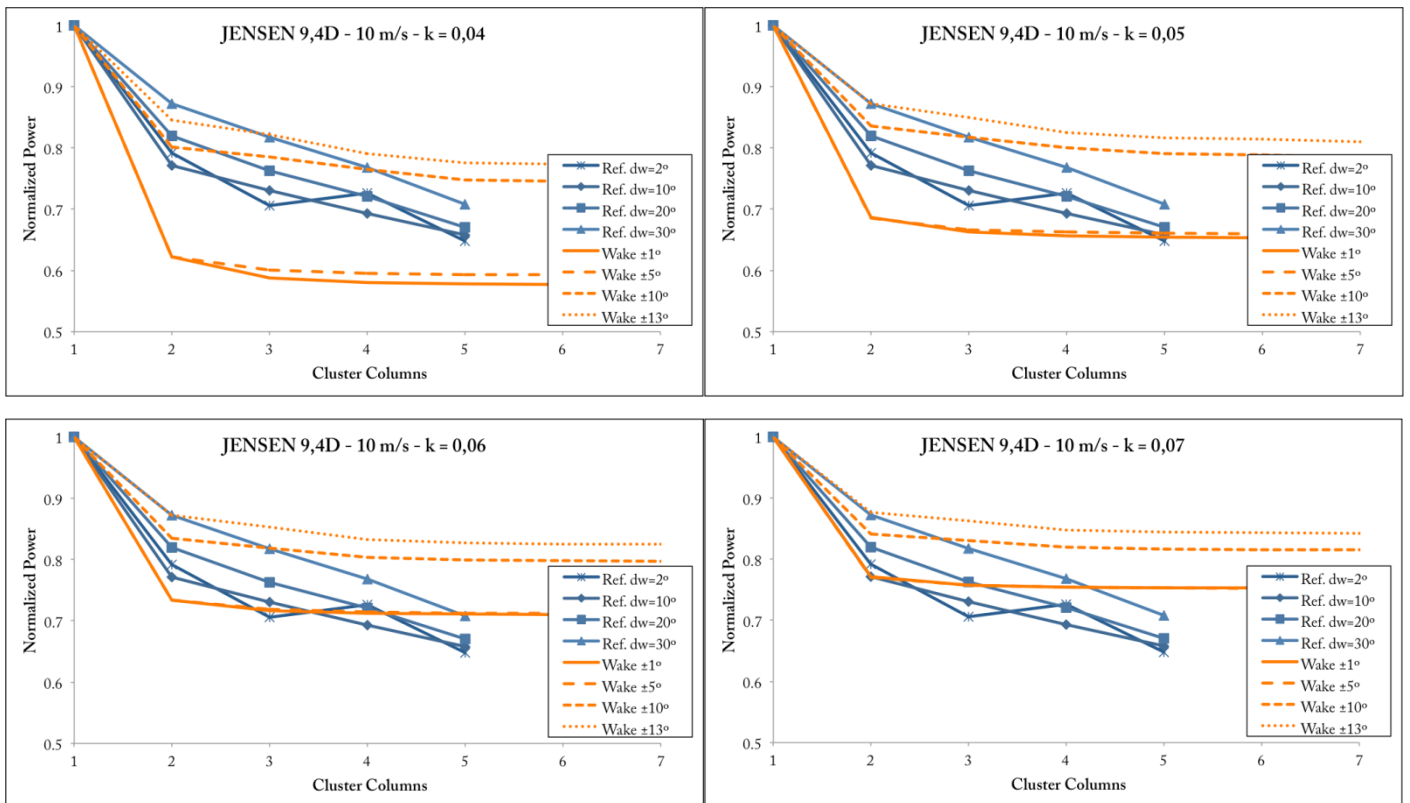 JENSEN 9,4D - 10 m/s - k = 0,04
Normalized Power
1
0.9
0.8
0.7
0.6
0.5
1 2 3 4 5 6 7
Cluster Columns
Ref. dw=2º
Ref. dw=10º
Ref. dw=20º
Ref. dw=30º
Wake ±1º
Wake ±5º
Wake ±10º
Wake ±13º
JENSEN 9,4D - 10 m/s - k = 0,05
Normalized Power
1
0.9
0.8
0.7
0.6
0.5
1 2 3 4 5 6 7
Cluster Columns
Ref. dw=2º
Ref. dw=10º
Ref. dw=20º
Ref. dw=30º
Wake ±1º
Wake ±5º
Wake ±10º
Wake ±13º
JENSEN 9,4D - 10 m/s - k = 0,06
Normalized Power
1
0.9
0.8
0.7
0.6
0.5
1 2 3 4 5 6 7
Cluster Columns
Ref. dw=2º
Ref. dw=10º
Ref. dw=20º
Ref. dw=30º
Wake ±1º
Wake ±5º
Wake ±10º
Wake ±13º
JENSEN 9,4D - 10 m/s - k = 0,07
Normalized Power
1
0.9
0.8
0.7
0.6
0.5
1 2 3 4 5 6 7
Cluster Columns
Ref. dw=2º
Ref. dw=10º
Ref. dw=20º
Ref. dw=30º
Wake ±1º
Wake ±5º
Wake ±10º
Wake ±13º